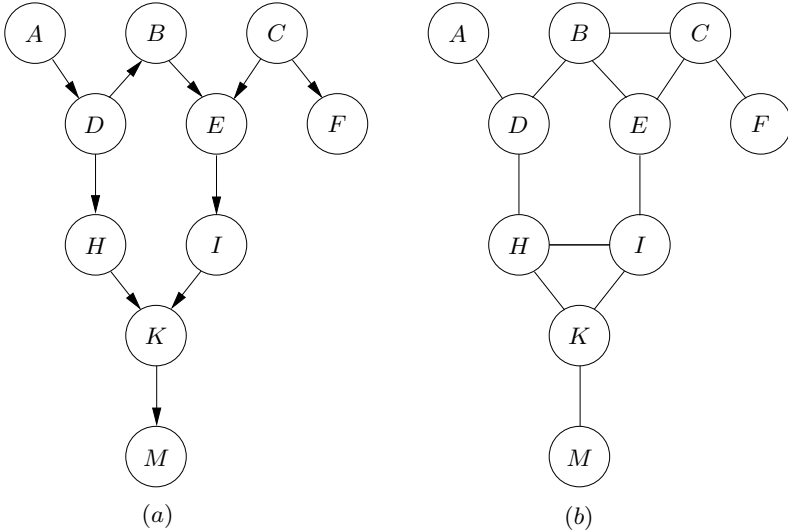 A B C A B C
D E F D E F
H I H I
K K
M M
(a) (b)